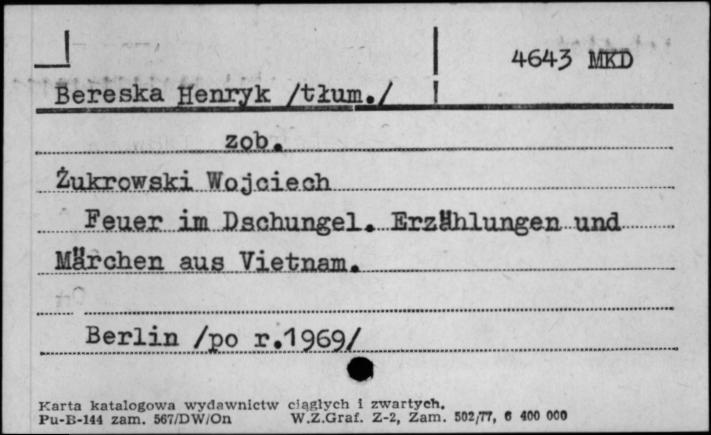 4643 MKD
Bereska Henryk /tłum./
zob.
Żukrowski Wojciech
Feuer im Dschungel. Erzählungen und
Märchen aus Vietnam.
Berlin /po r.1969/
Karta katalogowa wydawnictw ciągłych i zwartych.
Pu-B-144 zam. 567/DW/On W.Z.Graf. Z-2, Zam. 502/77, 6 400 000